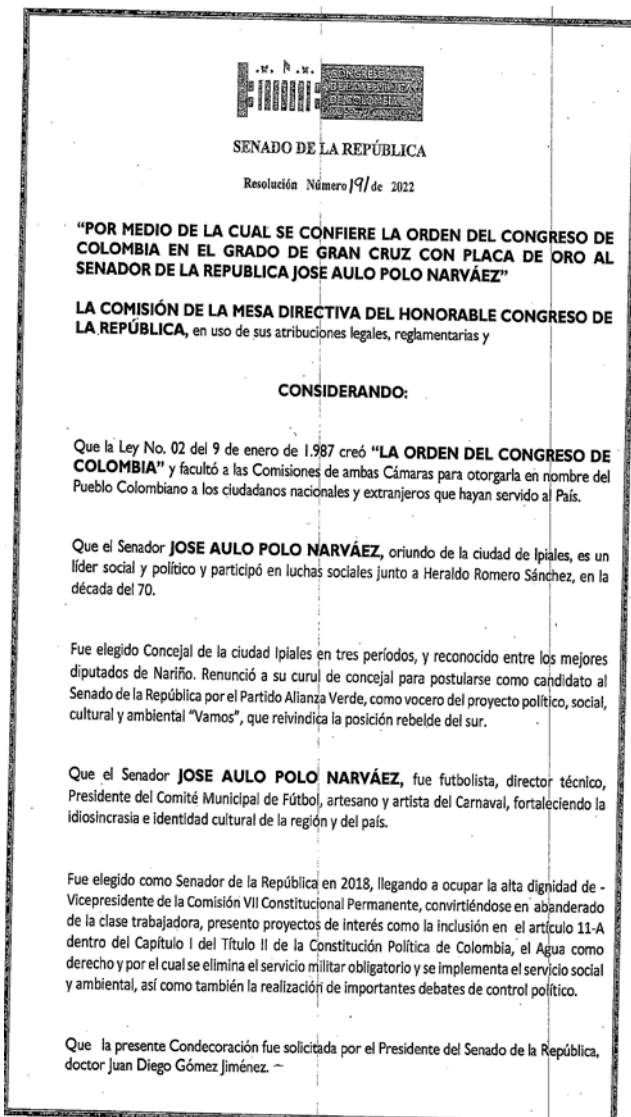 CONGRESO
DE LA REPÚBLICA
DE COLOMBIA
SENADO DE LA REPÚBLICA
Resolución Número 191 de 2022
“POR MEDIO DE LA CUAL SE CONFIERE LA ORDEN DEL CONGRESO DE
COLOMBIA EN EL GRADO DE GRAN CRUZ CON PLACA DE ORO AL
SENADOR DE LA REPUBLICA JOSE AULO POLO NARVÁEZ”
LA COMISIÓN DE LA MESA DIRECTIVA DEL HONORABLE CONGRESO DE
LA REPÚBLICA, en uso de sus atribuciones legales, reglamentarias y
CONSIDERANDO:
Que la Ley No. 02 del 9 de enero de 1.987 creó “LA ORDEN DEL CONGRESO DE
COLOMBIA” y facultó a las Comisiones de ambas Cámaras para otorgarla en nombre del
Pueblo Colombiano a los ciudadanos nacionales y extranjeros que hayan servido al País.
Que el Senador JOSE AULO POLO NARVÁEZ, oriundo de la ciudad de Ipiales, es un
líder social y político y participó en luchas sociales junto a Heraldo Romero Sánchez, en la
década del 70.
Fue elegido Concejal de la ciudad Ipiales en tres períodos, y reconocido entre los mejores
diputados de Nariño. Renunció a su curul de concejal para postularse como candidato al
Senado de la República por el Partido Alianza Verde, como vocero del proyecto político, social,
cultural y ambiental “Vamos”, que reivindica la posición rebelde del sur.
Que el Senador JOSE AULO POLO NARVÁEZ, fue futbolista, director técnico,
Presidente del Comité Municipal de Fútbol, artesano y artista del Carnaval, fortaleciendo la
idiosincrasia e identidad cultural de la región y del país.
Fue elegido como Senador de la República en 2018, llegando a ocupar la alta dignidad de -
Vicepresidente de la Comisión VII Constitucional Permanente, convirtiéndose en abanderado
de la clase trabajadora, presento proyectos de interés como la inclusión en el artículo 11-A
dentro del Capítulo I del Título II de la Constitución Política de Colombia, el Agua como
derecho y por el cual se elimina el servicio militar obligatorio y se implementa el servicio social
y ambiental, así como también la realización de importantes debates de control político.
Que la presente Condecoración fue solicitada por el Presidente del Senado de la República,
doctor Juan Diego Gómez Jiménez. –